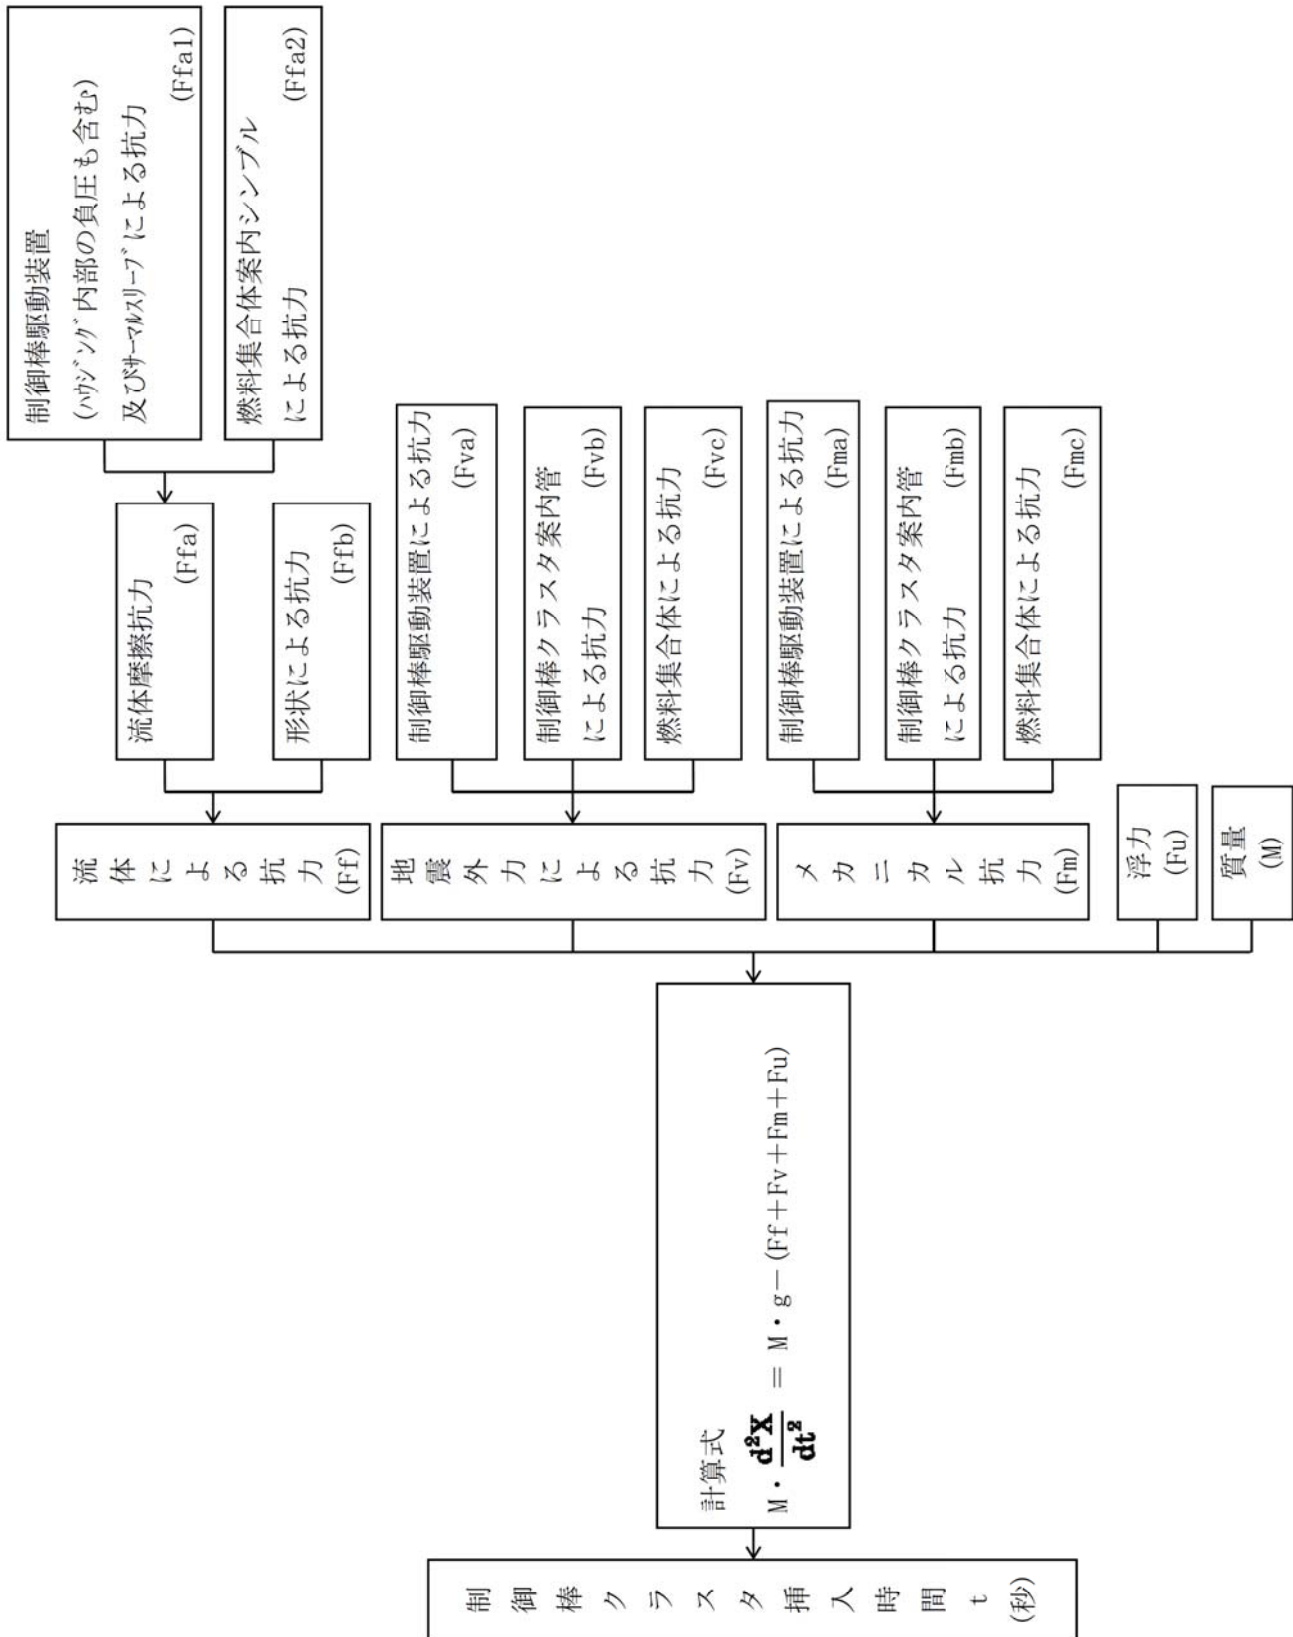 制御棒クラスタ挿入時間t
(秒)
計算式
M・d²X/dt² = M・g−(Ff+Fv+Fm+Fu)
流体による抗力
(Ff)
地震外力による抗力
(Fv)
メカニカル抗力
(Fm)
浮力
(Fu)
質量
(M)
流体摩擦抗力
(Ffa)
形状による抗力
(Ffb)
制御棒駆動装置による抗力
(Fva)
制御棒クラスタ案内管
による抗力 (Fvb)
燃料集合体による抗力
(Fvc)
制御棒駆動装置による抗力
(Fma)
制御棒クラスタ案内管
による抗力 (Fmb)
燃料集合体による抗力
(Fmc)
制御棒駆動装置
(ハウジング内部の負圧も含む)
及びサーマルスリーブによる抗力
(Ffa1)
燃料集合体案内シンブル
による抗力 (Ffa2)